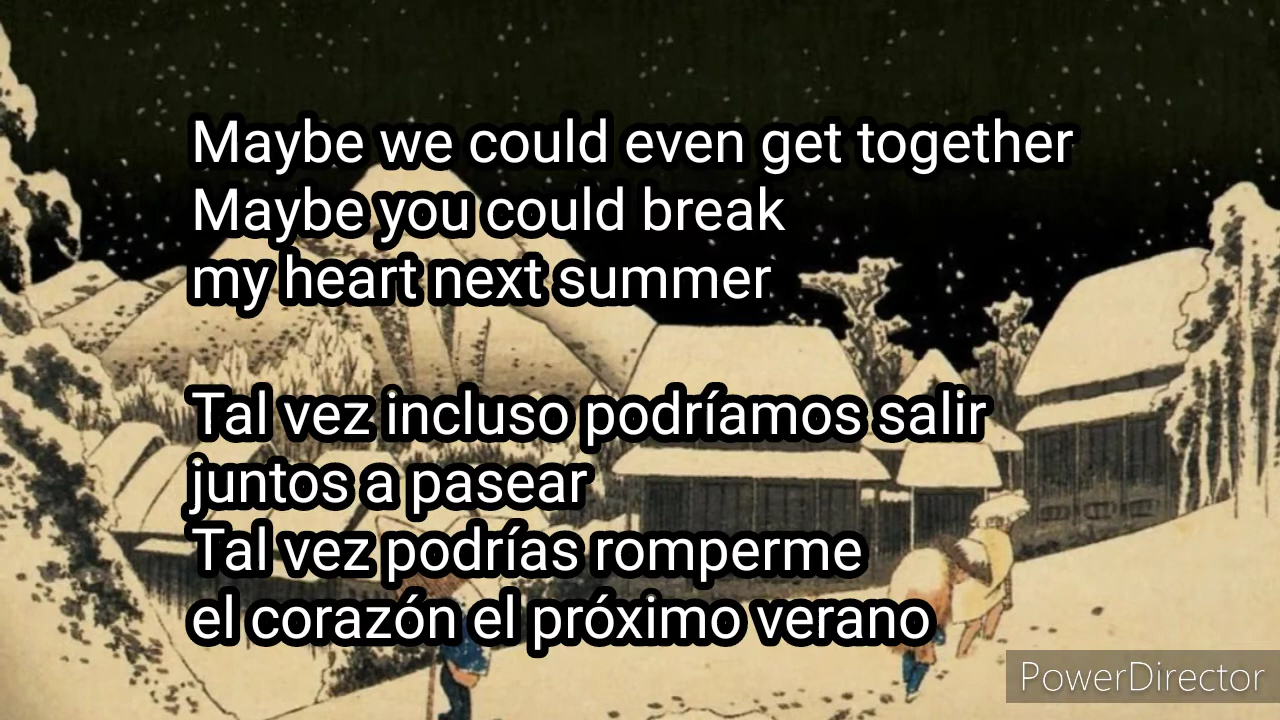 Maybe we could even get together
Maybe you could break
my heart next summer
Tal vez incluso podríamos salir
juntos a pasear
Tal vez podrías romperme
el corazón el próximo verano
PowerDirector